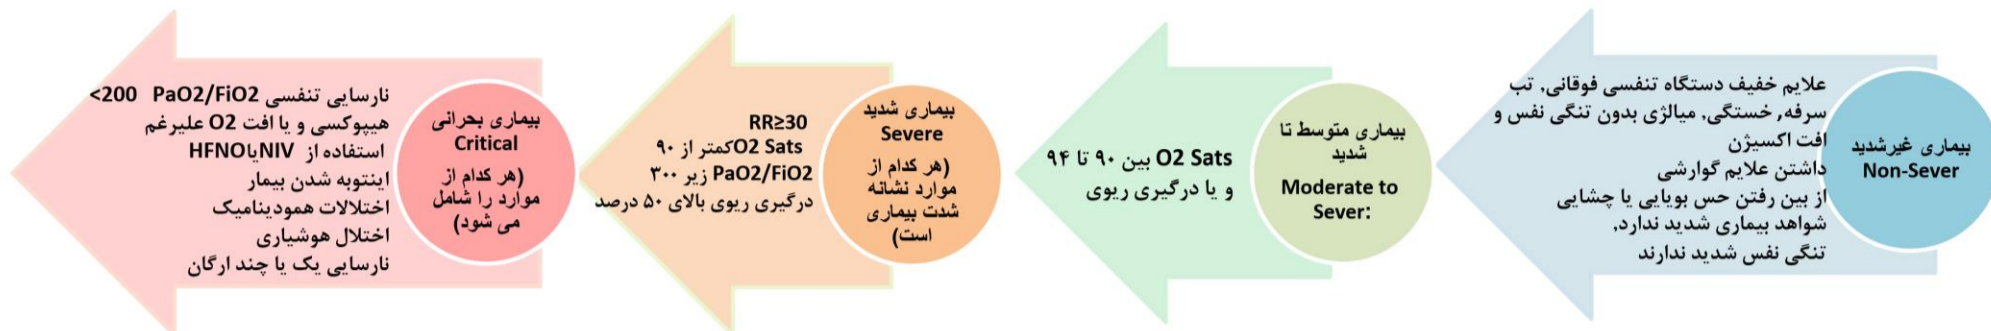 بیماری غیرشدید
Non-Sever
علایم خفیف دستگاه تنفسی فوقانی, تب
سرفه, خستگی, میالژی بدون تنگی نفس و
افت اکسیژن
داشتن علایم گوارشی
از بین رفتن حس بویایی یا چشایی
شواهد بیماری شدید ندارد,
تنگی نفس شدید ندارند
بیماری متوسط تا
شدید
Moderate to
Sever:
O2 Sats بین ۹۰ تا ۹۴
و یا درگیری ریوی
بیماری شدید
Severe
(هر کدام از
موارد نشانه
شدت بیماری
است)
RR≥30
O2 Sats کمتر از ۹۰
PaO2/FiO2 زیر ۳۰۰
درگیری ریوی بالای ۵۰ درصد
بیماری بحرانی
Critical
(هر کدام از
موارد را شامل
می شود)
نارسایی تنفسی PaO2/FiO2 <200
هیپوکسی و یا افت O2 علیرغم
استفاده از NIVیاHFNO
اینتوبه شدن بیمار
اختلالات همودینامیک
اختلال هوشیاری
نارسایی یک یا چند ارگان